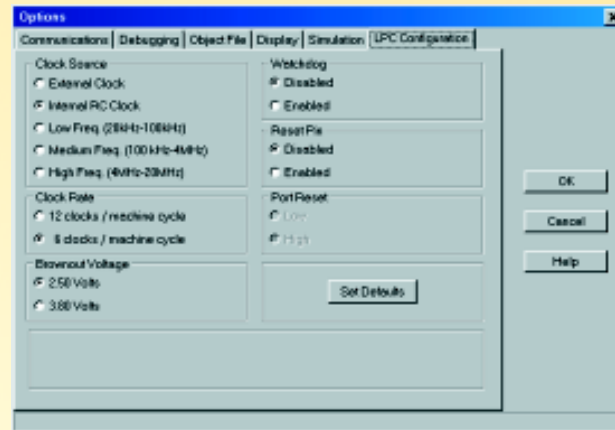 Options
Communications Debugging Object File Display Simulation LPC Configuration
Clock Source
External Clock
Internal RC Clock
Low Freq. (20kHz-100kHz)
Medium Freq. (100 kHz-4MHz)
High Freq. (4MHz-20MHz)
Clock Rate
12 clocks / machine cycle
6 clocks / machine cycle
Brownout Voltage
2.50 Volts
3.80 Volts
Watchdog
Disabled
Enabled
Reset Pin
Disabled
Enabled
Port Reset
Low
High
Set Defaults
OK
Cancel
Help